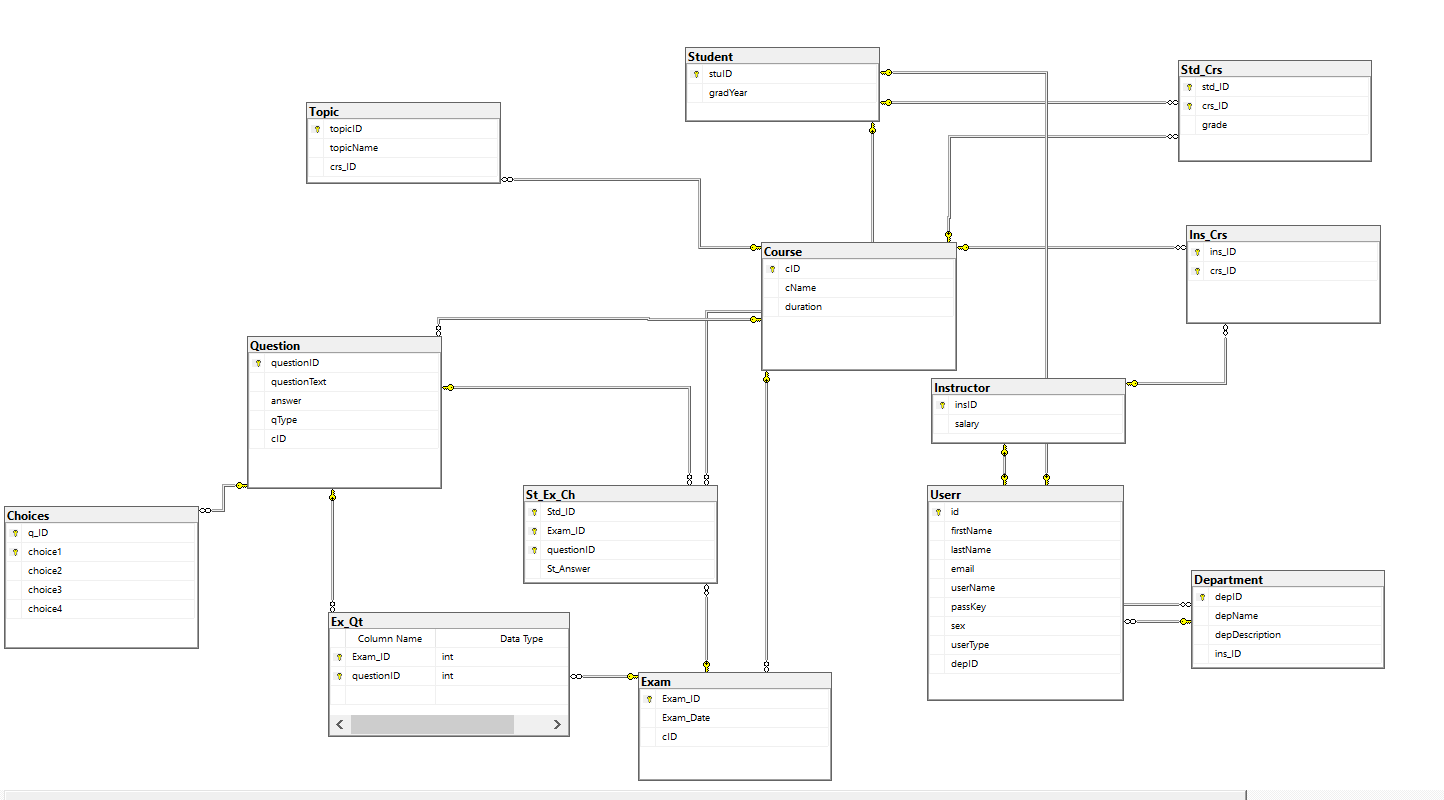 Student
stuID
gradYear
Std_Crs
std_ID
crs_ID
grade
Topic
topicID
topicName
crs_ID
Ins_Crs
ins_ID
crs_ID
Course
cID
cName
duration
Question
questionID
questionText
answer
qType
cID
Instructor
insID
salary
St_Ex_Ch
Std_ID
Exam_ID
questionID
St_Answer
Userr
id
firstName
lastName
email
userName
passKey
sex
userType
depID
Choices
q_ID
choice1
choice2
choice3
choice4
Department
depID
depName
depDescription
ins_ID
Ex_Qt
Column Name Data Type
Exam_ID int
questionID int
Exam
Exam_ID
Exam_Date
cID